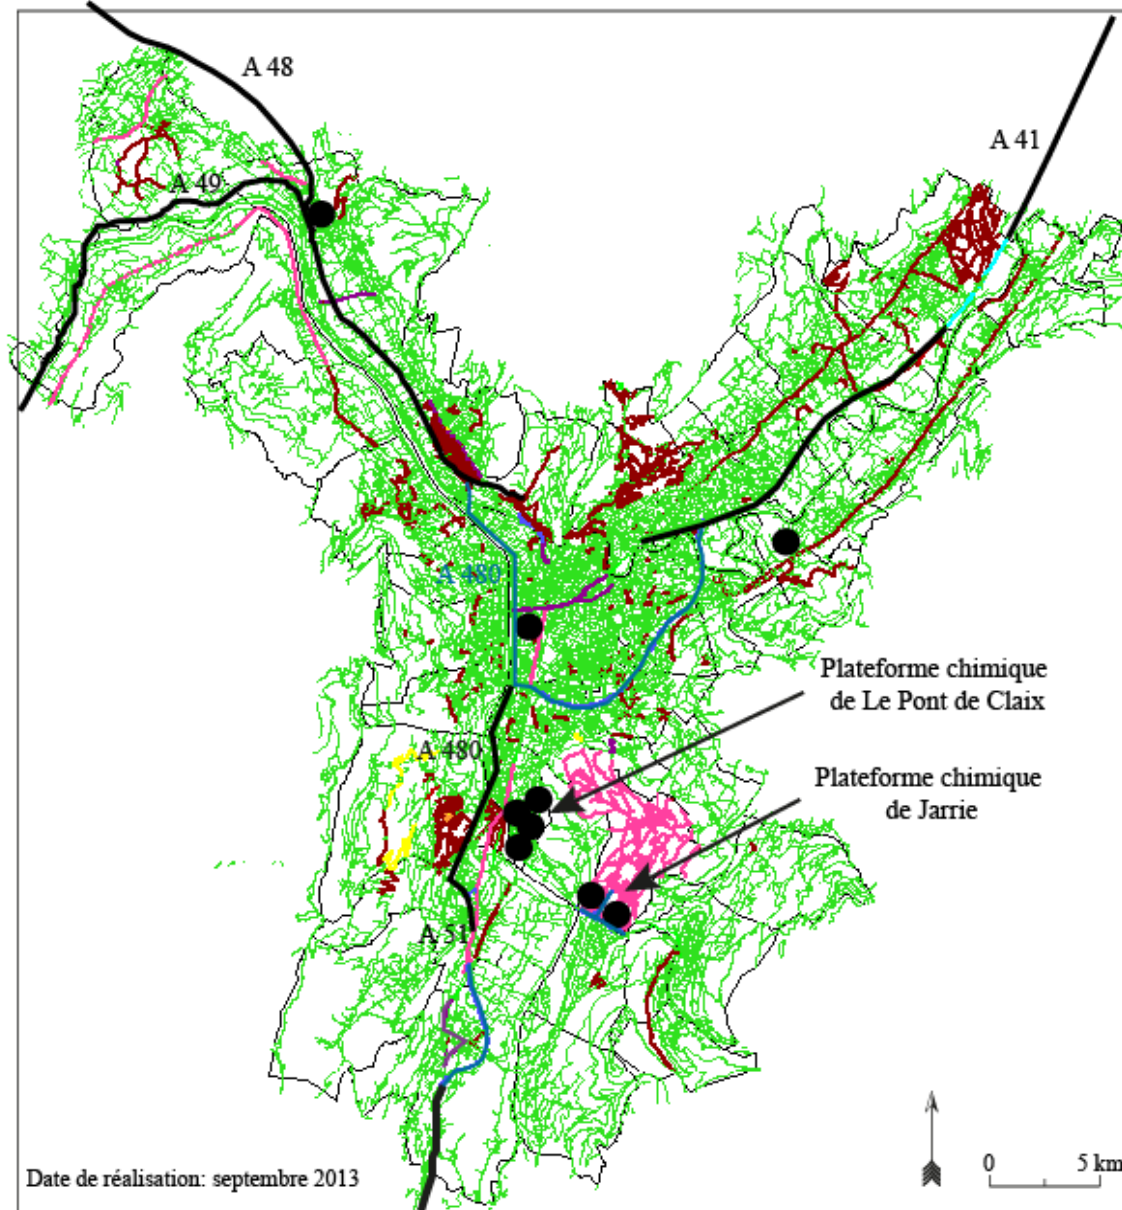 A 48
A 41
A 49
A 480
Plateforme chimique
de Le Pont de Claix
A 480
Plateforme chimique
de Jarrie
A 51
Date de réalisation: septembre 2013
0 5 km